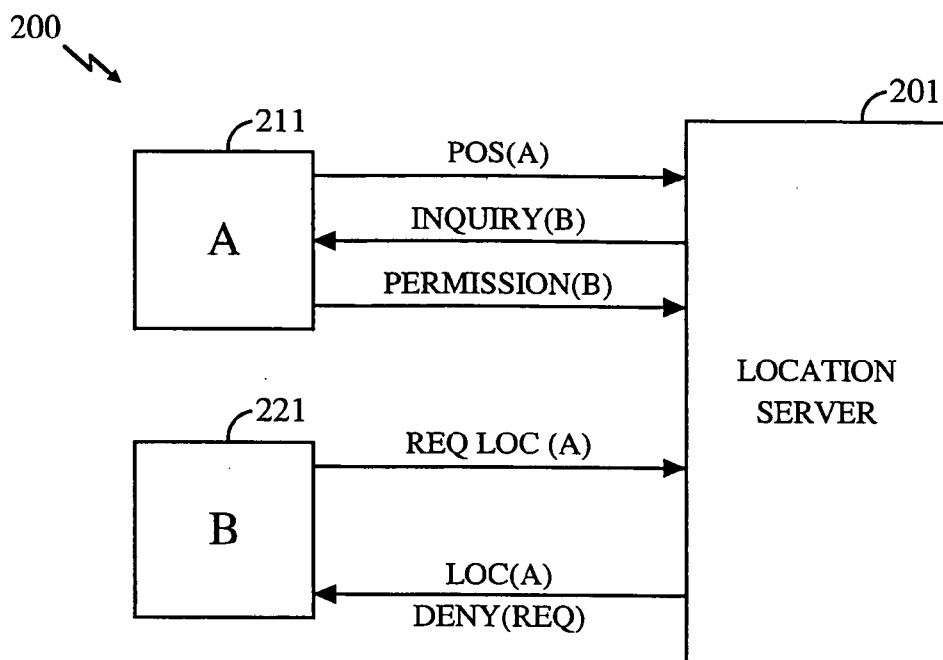 200
201
211
POS(A)
INQUIRY(B)
A
PERMISSION(B)
LOCATION
SERVER
221
REQ LOC (A)
B
LOC(A)
DENY(REQ)